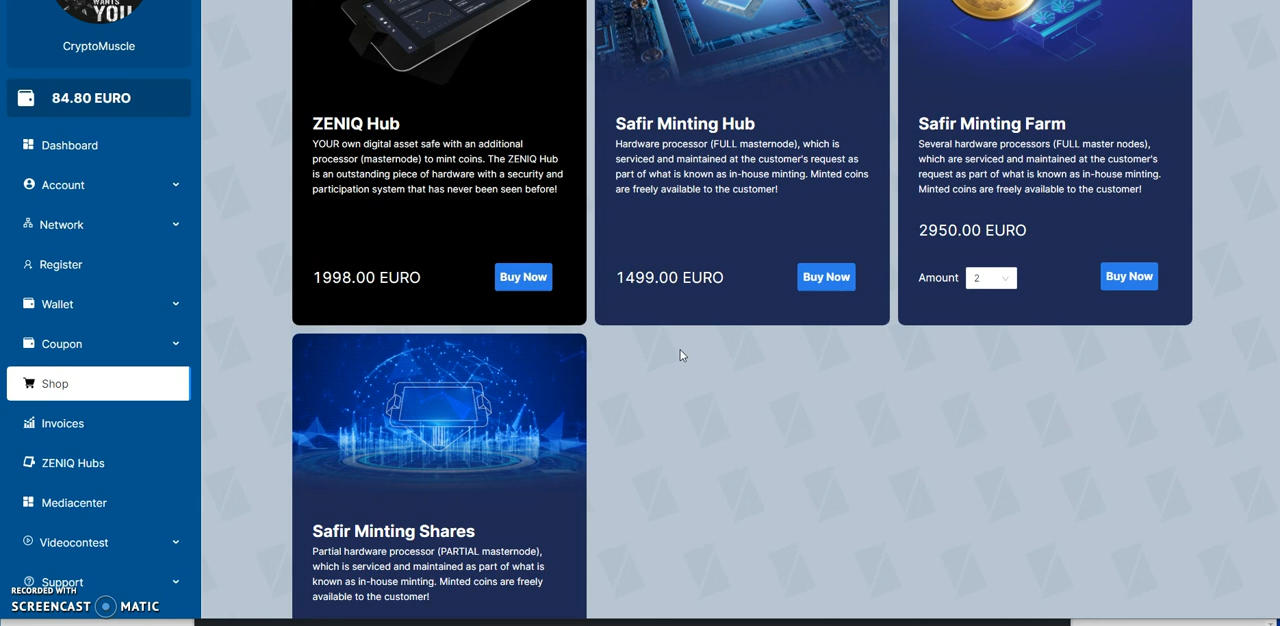 WANTS
YOU
CryptoMuscle
84.80 EURO
Dashboard
Account
Network
Register
Wallet
Coupon
Shop
Invoices
ZENIQ Hubs
Mediacenter
Videocontest
Support
RECORDED WITH
SCREENCAST MATIC
ZENIQ Hub
YOUR own digital asset safe with an additional
processor (masternode) to mint coins. The ZENIQ Hub
is an outstanding piece of hardware with a security and
participation system that has never been seen before!
1998.00 EURO
Buy Now
Safir Minting Hub
Hardware processor (FULL masternode), which is
serviced and maintained at the customer's request as
part of what is known as in-house minting. Minted coins
are freely available to the customer!
1499.00 EURO
Buy Now
Safir Minting Farm
Several hardware processors (FULL master nodes),
which are serviced and maintained at the customer's
request as part of what is known as in-house minting.
Minted coins are freely available to the customer!
2950.00 EURO
Amount 2
Buy Now
Safir Minting Shares
Partial hardware processor (PARTIAL masternode),
which is serviced and maintained as part of what is
known as in-house minting. Minted coins are freely
available to the customer!